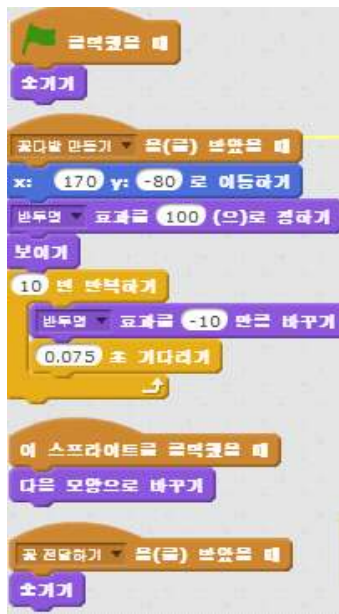 클릭했을 때
숨기기
꽃다발 만들기 을(를) 받았을 때
x: 170 y: -80 로 이동하기
반투명 효과를 100 (으)로 정하기
보이기
10 번 반복하기
반투명 효과를 -10 만큼 바꾸기
0.075 초 기다리기
이 스프라이트를 클릭했을 때
다음 모양으로 바꾸기
꽃 전달하기 을(를) 받았을 때
숨기기